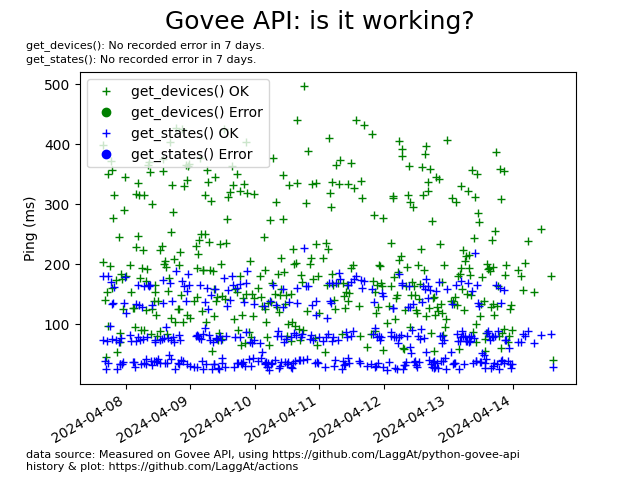 Govee API: is it working?
get_devices(): No recorded error in 7 days.
get_states(): No recorded error in 7 days.
get_devices() OK
get_devices() Error
get_states() OK
get_states() Error
Ping (ms)
500
400
300
200
100
2024-04-08
2024-04-09
2024-04-10
2024-04-11
2024-04-12
2024-04-13
2024-04-14
data source: Measured on Govee API, using https://github.com/LaggAt/python-govee-api
history & plot: https://github.com/LaggAt/actions